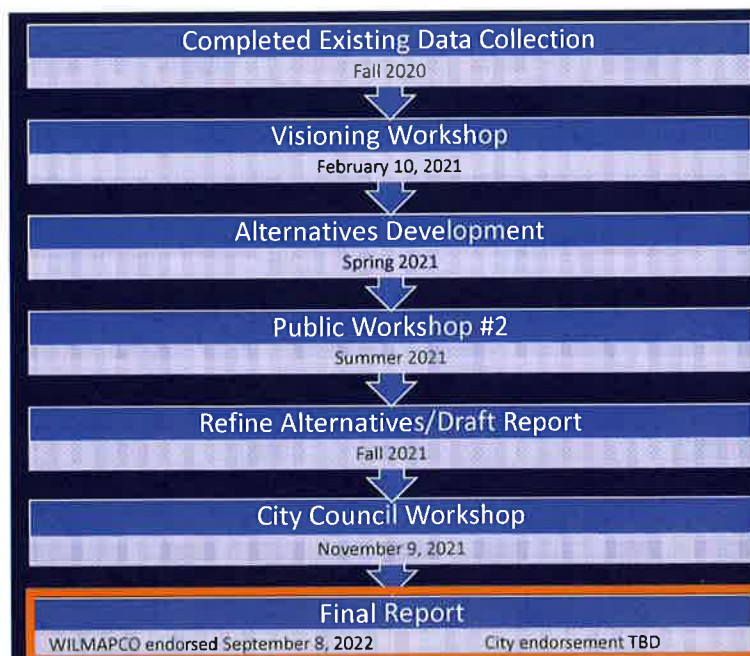 Completed Existing Data Collection
Fall 2020
Visioning Workshop
February 10, 2021
Alternatives Development
Spring 2021
Public Workshop #2
Summer 2021
Refine Alternatives/Draft Report
Fall 2021
City Council Workshop
November 9, 2021
Final Report
WILMAPCO endorsed September 8, 2022 City endorsement TBD